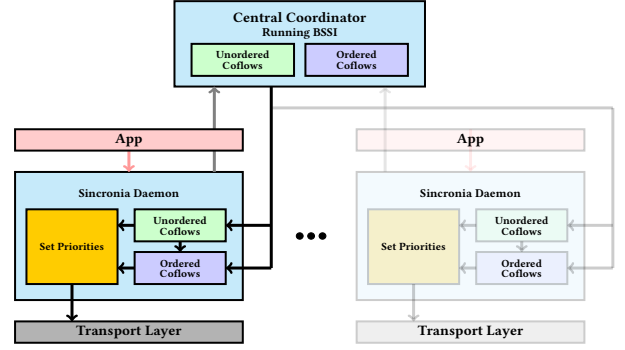 Central Coordinator
Running BSSI
Unordered
Coflows
Ordered
Coflows
App
Sincronia Daemon
Set Priorities
Unordered
Coflows
Ordered
Coflows
Transport Layer
App
Sincronia Daemon
Set Priorities
Unordered
Coflows
Ordered
Coflows
Transport Layer